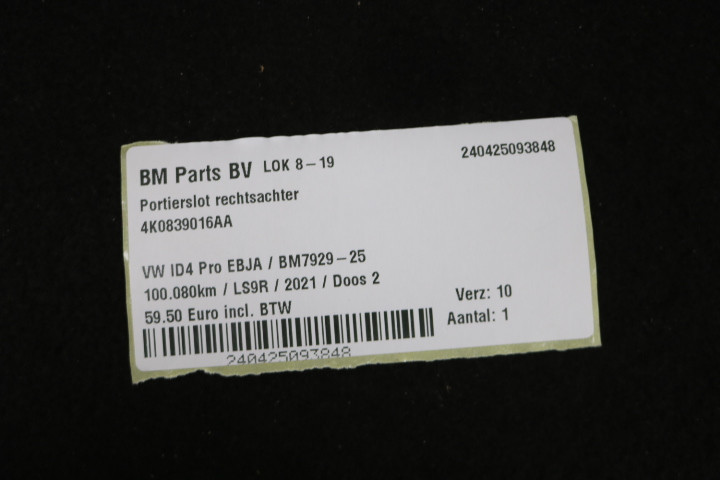 BM Parts BV LOK 8-19 240425093848
Portierslot rechtsachter
4K0839016AA
VW ID4 Pro EBJA / BM7929-25
100.080km / LS9R / 2021 / Doos 2
59.50 Euro incl. BTW
Verz: 10
Aantal: 1
240425093848